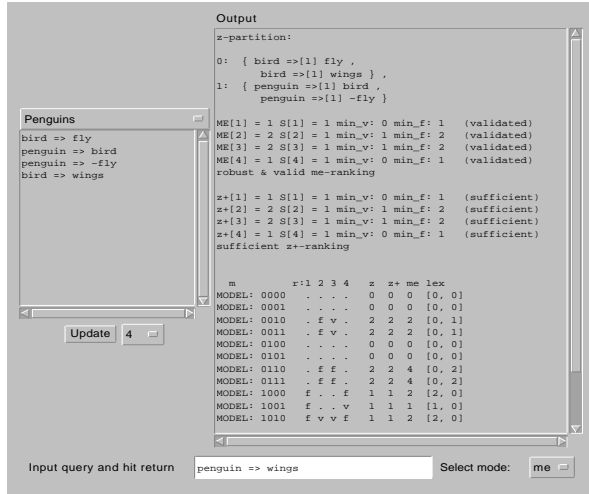 Output
z-partition:
0: { bird =>[1] fly ,
bird =>[1] wings } ,
1: { penguin =>[1] bird ,
penguin =>[1] -fly }
ME[1] = 1 S[1] = 1 min_v: 0 min_f: 1 (validated)
ME[2] = 2 S[2] = 1 min_v: 1 min_f: 2 (validated)
ME[3] = 2 S[3] = 1 min_v: 1 min_f: 2 (validated)
ME[4] = 1 S[4] = 1 min_v: 0 min_f: 1 (validated)
robust & valid me-ranking
z+[1] = 1 S[1] = 1 min_v: 0 min_f: 1 (sufficient)
z+[2] = 2 S[2] = 1 min_v: 1 min_f: 2 (sufficient)
z+[3] = 2 S[3] = 1 min_v: 1 min_f: 2 (sufficient)
z+[4] = 1 S[4] = 1 min_v: 0 min_f: 1 (sufficient)
sufficient z+-ranking
m r:1 2 3 4 z z+ me lex
MODEL: 0000 . . . . 0 0 0 [0, 0]
MODEL: 0001 . . . . 0 0 0 [0, 0]
MODEL: 0010 . f v . 2 2 2 [0, 1]
MODEL: 0011 . f v . 2 2 2 [0, 1]
MODEL: 0100 . . . . 0 0 0 [0, 0]
MODEL: 0101 . . . . 0 0 0 [0, 0]
MODEL: 0110 . f f . 2 2 4 [0, 2]
MODEL: 0111 . f f . 2 2 4 [0, 2]
MODEL: 1000 f . . f 1 1 2 [2, 0]
MODEL: 1001 f . . v 1 1 1 [1, 0]
MODEL: 1010 f v v f 1 1 2 [2, 0]
Penguins
bird => fly
penguin => bird
penguin => -fly
bird => wings
Update 4
Input query and hit return penguin => wings Select mode: me